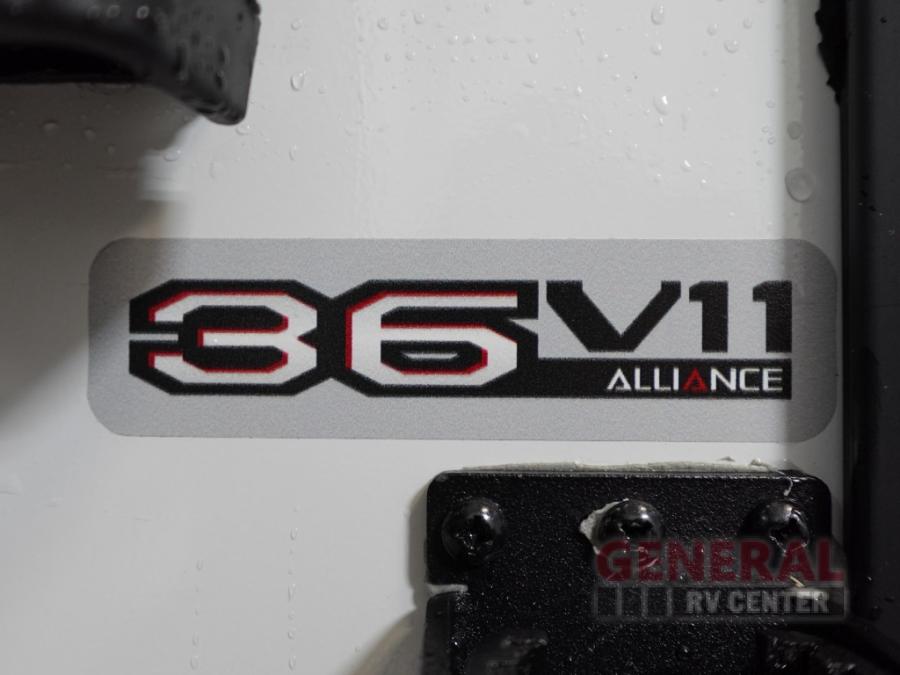 36V11
ALLIANCE
GENERAL
RV CENTER